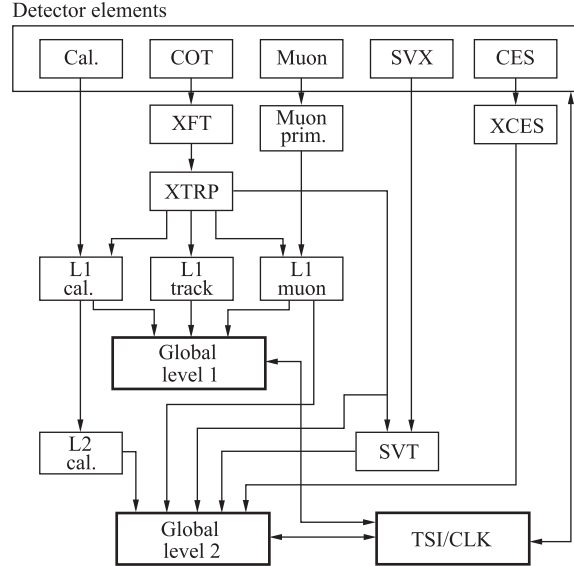 Detector elements
Cal.
COT
Muon
SVX
CES
XFT
Muon
prim.
XCES
XTRP
L1
cal.
L1
track
L1
muon
Global
level 1
L2
cal.
SVT
Global
level 2
TSI/CLK